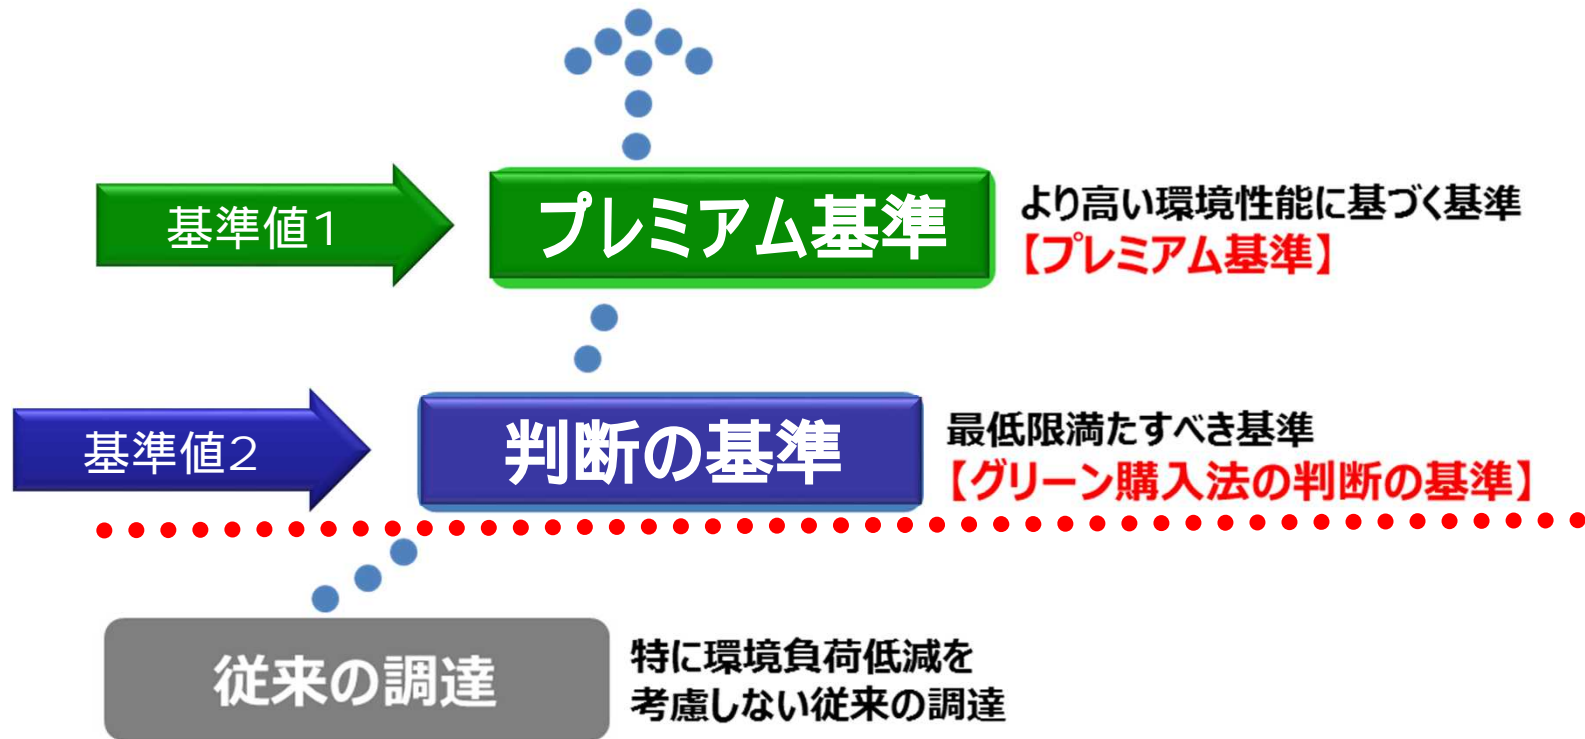 基準値1
プレミアム基準
より高い環境性能に基づく基準
【プレミアム基準】
基準値2
判断の基準
最低限満たすべき基準
【グリーン購入法の判断の基準】
従来の調達
特に環境負荷低減を
考慮しない従来の調達